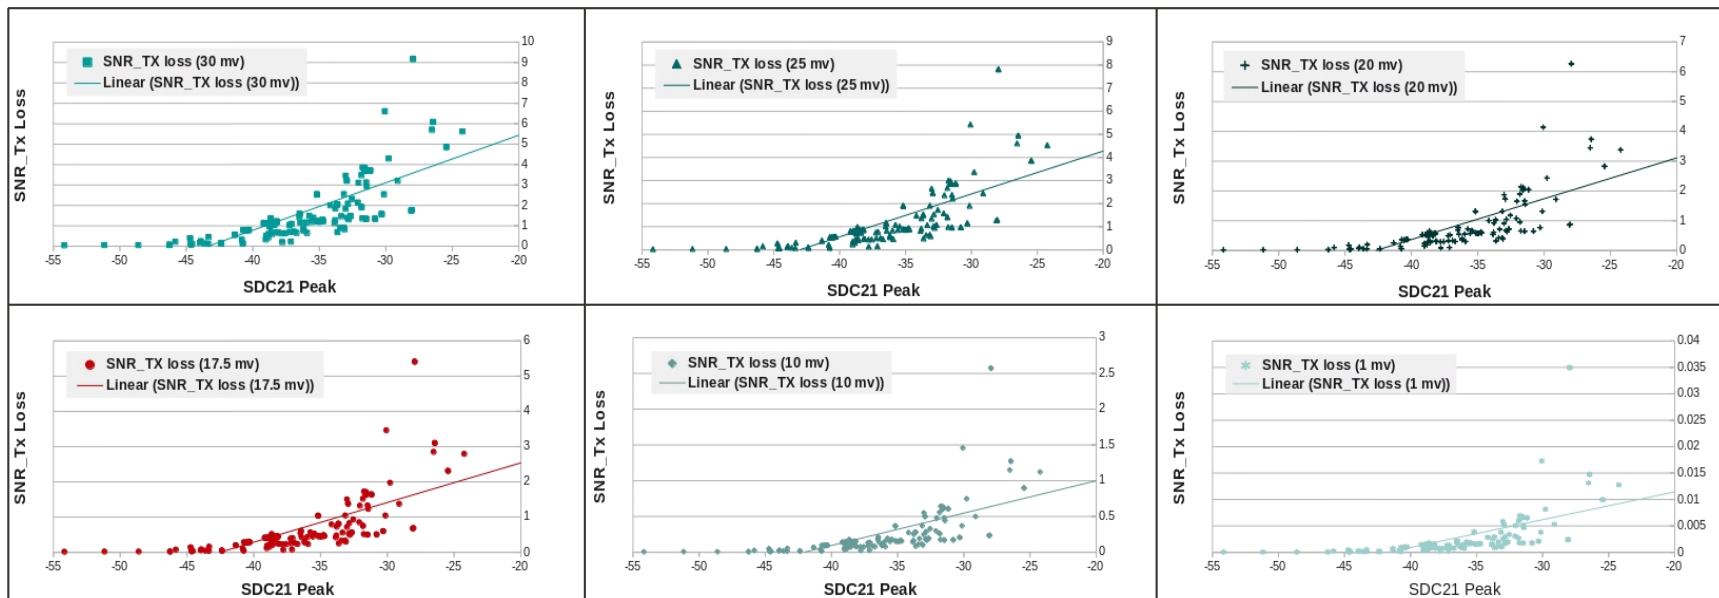 SNR_TX loss (30 mv)
Linear (SNR_TX loss (30 mv))
SNR_Tx Loss
10
9
8
7
6
5
4
3
2
1
0
-55 -50 -45 -40 -35 -30 -25 -20
SDC21 Peak
SNR_TX loss (25 mv)
Linear (SNR_TX loss (25 mv))
SNR_Tx Loss
9
8
7
6
5
4
3
2
1
0
-55 -50 -45 -40 -35 -30 -25 -20
SDC21 Peak
SNR_TX loss (20 mv)
Linear (SNR_TX loss (20 mv))
SNR_Tx Loss
7
6
5
4
3
2
1
0
-55 -50 -45 -40 -35 -30 -25 -20
SDC21 Peak
SNR_TX loss (17.5 mv)
Linear (SNR_TX loss (17.5 mv))
SNR_Tx Loss
6
5
4
3
2
1
0
-55 -50 -45 -40 -35 -30 -25 -20
SDC21 Peak
SNR_TX loss (10 mv)
Linear (SNR_TX loss (10 mv))
SNR_Tx Loss
3
2.5
2
1.5
1
0.5
0
-55 -50 -45 -40 -35 -30 -25 -20
SDC21 Peak
SNR_TX loss (1 mv)
Linear (SNR_TX loss (1 mv))
SNR_Tx Loss
0.04
0.035
0.03
0.025
0.02
0.015
0.01
0.005
0
-55 -50 -45 -40 -35 -30 -25 -20
SDC21 Peak